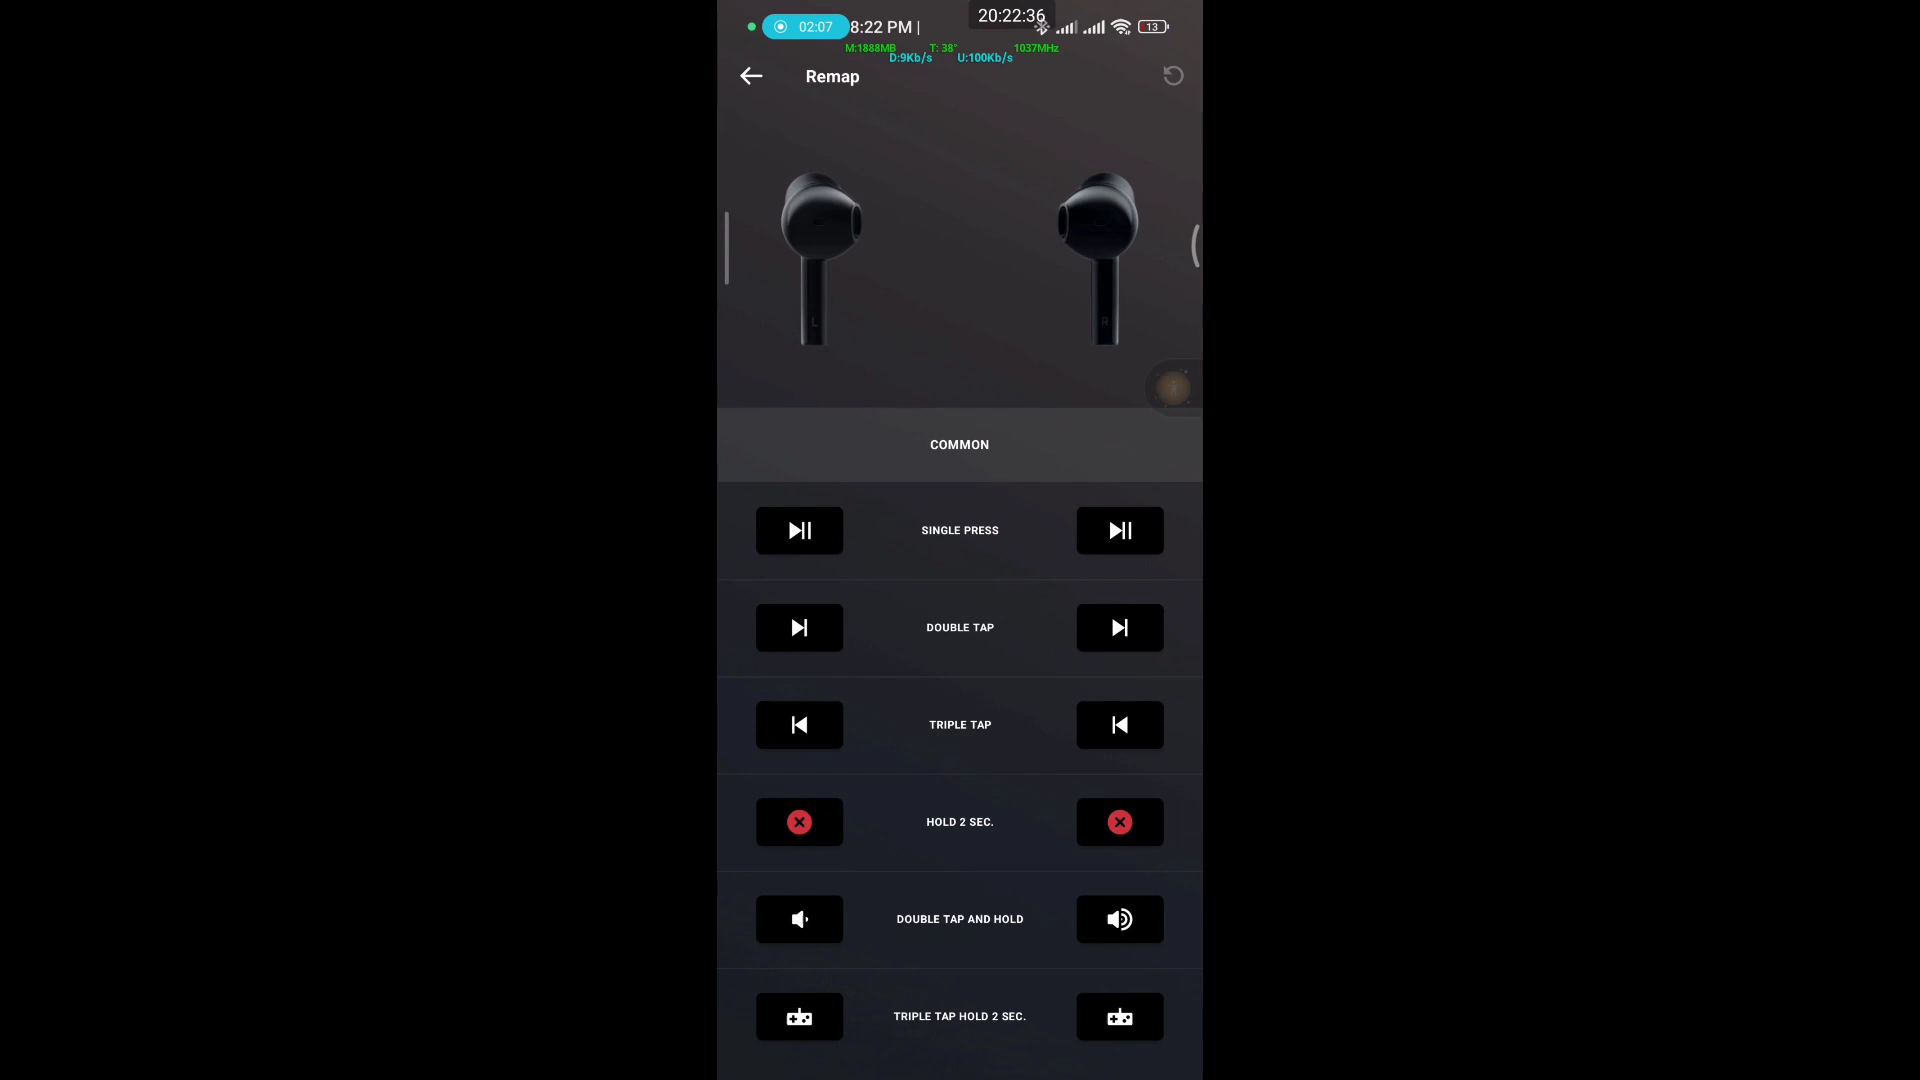 20:22:36
02:07 8:22 PM | 13
M:1888MB T: 38° 1037MHz
D:9Kb/s U:100Kb/s
Remap
L R
COMMON
SINGLE PRESS
DOUBLE TAP
TRIPLE TAP
HOLD 2 SEC.
DOUBLE TAP AND HOLD
TRIPLE TAP HOLD 2 SEC.